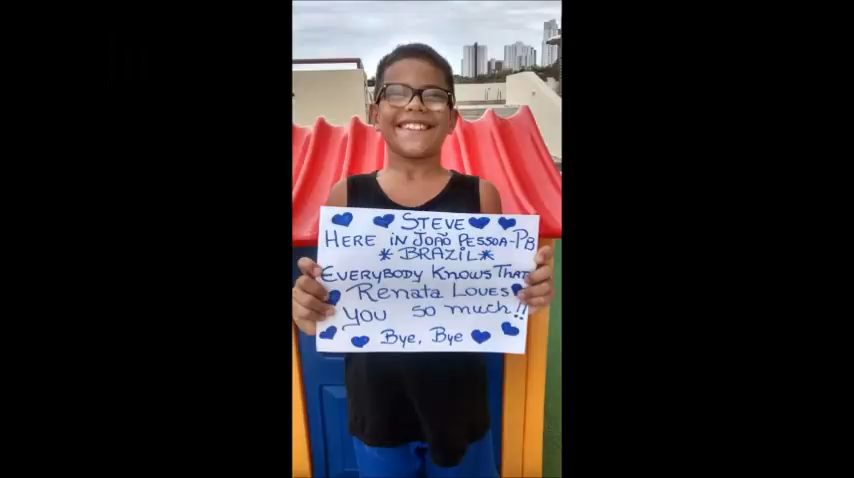 STEVE
HERE IN JOÃO PESSOA-PB
*BRAZIL*
EVERYBODY KNOWS THAT
Renata LOVES
YOU SO much!!
Bye, Bye